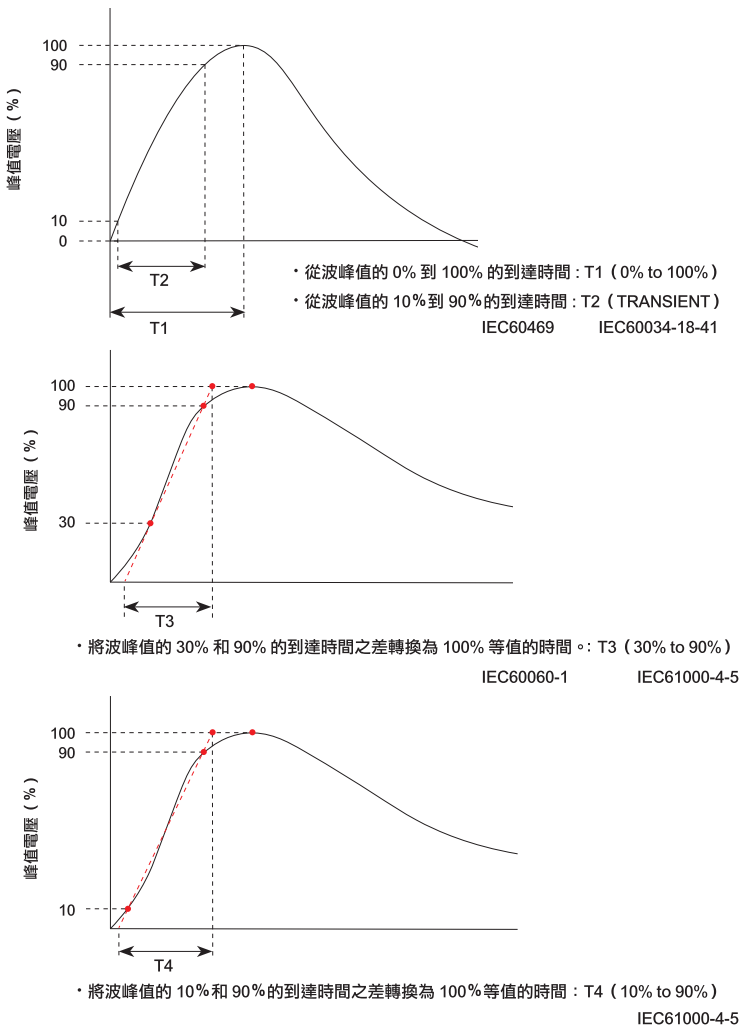 100
90
峰值電壓（%）
10
0
T2
・從波峰值的 0% 到 100% 的到達時間 : T1（0% to 100%）
・從波峰值的 10%到 90%的到達時間 : T2（TRANSIENT）
T1
IEC60469 IEC60034-18-41
100
90
峰值電壓（%）
30
T3
・將波峰值的 30% 和 90% 的到達時間之差轉換為 100% 等值的時間。: T3（30% to 90%）
IEC60060-1 IEC61000-4-5
100
90
峰值電壓（%）
10
T4
・將波峰值的 10%和 90%的到達時間之差轉換為 100%等值的時間 : T4（10% to 90%）
IEC61000-4-5